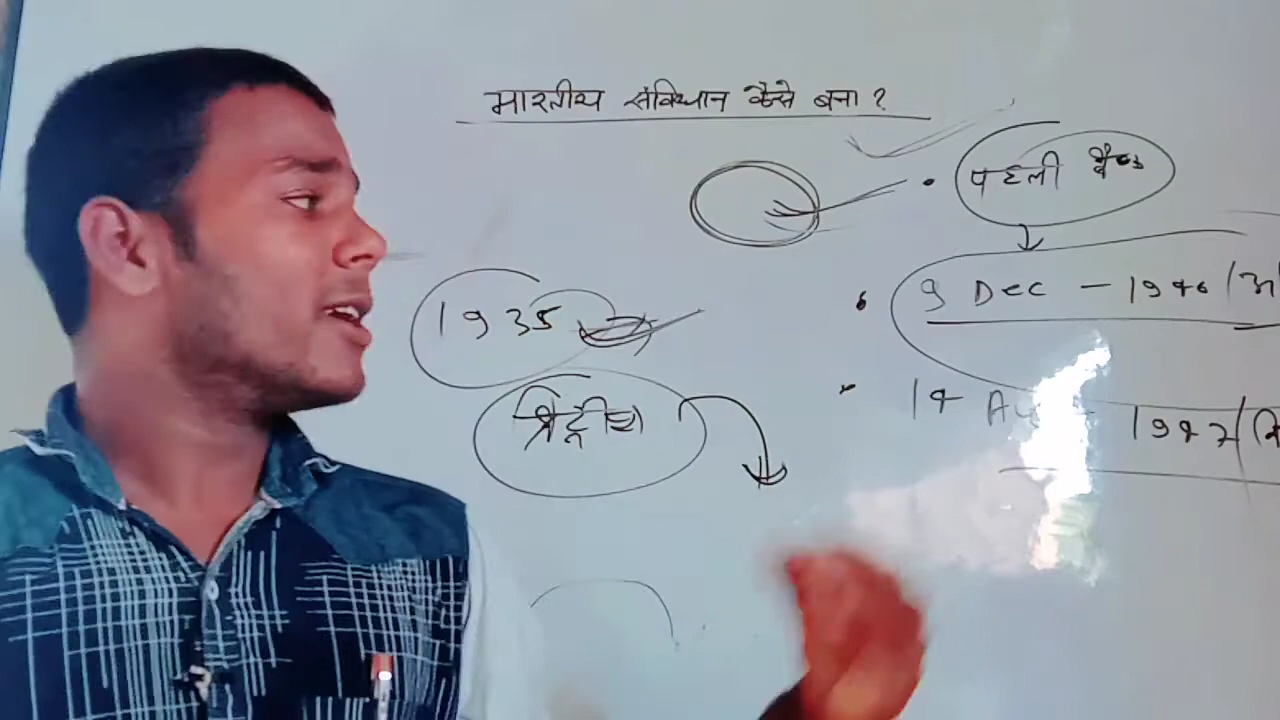 भारतीय संविधान कैसे बना ?
पहली बैठक
9 Dec - 1946 / अ
1935
14 Aug - 1947 / वि